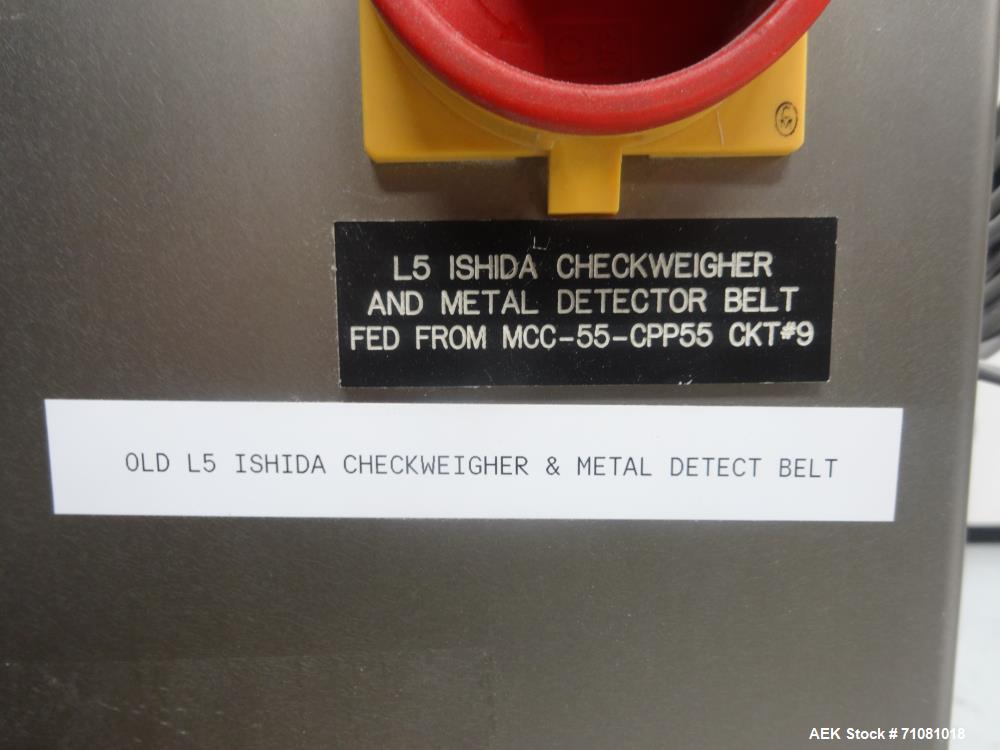 L5 ISHIDA CHECKWEIGHER
AND METAL DETECTOR BELT
FED FROM MCC-55-CPP55 CKT#9
OLD L5 ISHIDA CHECKWEIGHER & METAL DETECT BELT
AEK Stock # 71081018